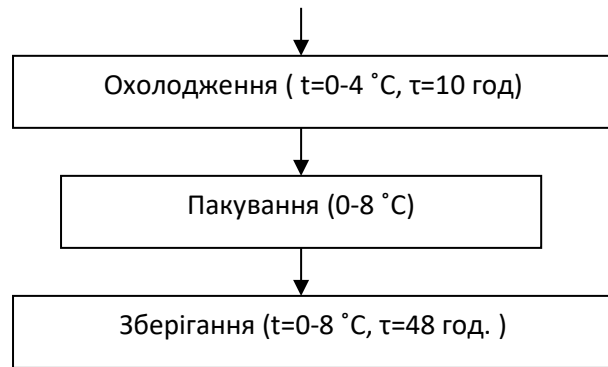 Охолодження ( t=0-4 ˚C, τ=10 год)
Пакування (0-8 ˚C)
Зберігання (t=0-8 ˚C, τ=48 год. )